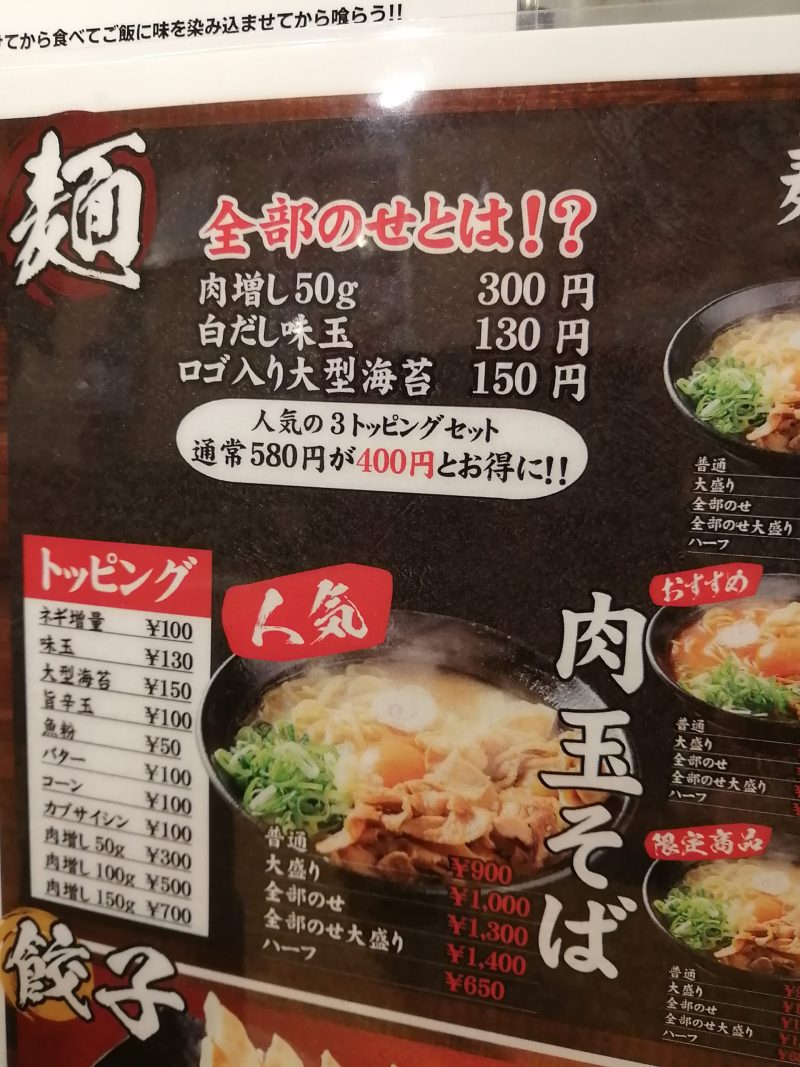 けてから食べてご飯に味を染み込ませてから喰らう!!
麺
全部のせとは!?
肉増し50g 300円
白だし味玉 130円
ロゴ入り大型海苔 150円
人気の3トッピングセット
通常580円が400円とお得に!!
トッピング
ネギ増量 ¥100
味玉 ¥130
大型海苔 ¥150
旨辛玉 ¥100
魚粉 ¥50
バター ¥100
コーン ¥100
カプサイシン ¥100
肉増し 50g ¥300
肉増し 100g ¥500
肉増し 150g ¥700
人気
肉玉そば
普通 ¥900
大盛り ¥1,000
全部のせ ¥1,300
全部のせ大盛り ¥1,400
ハーフ ¥650
普通
大盛り
全部のせ
全部のせ大盛り
ハーフ
おすすめ
普通
大盛り
全部のせ
全部のせ大盛り
ハーフ
限定商品
普通
大盛り
全部のせ
全部のせ大盛り
ハーフ
餃子